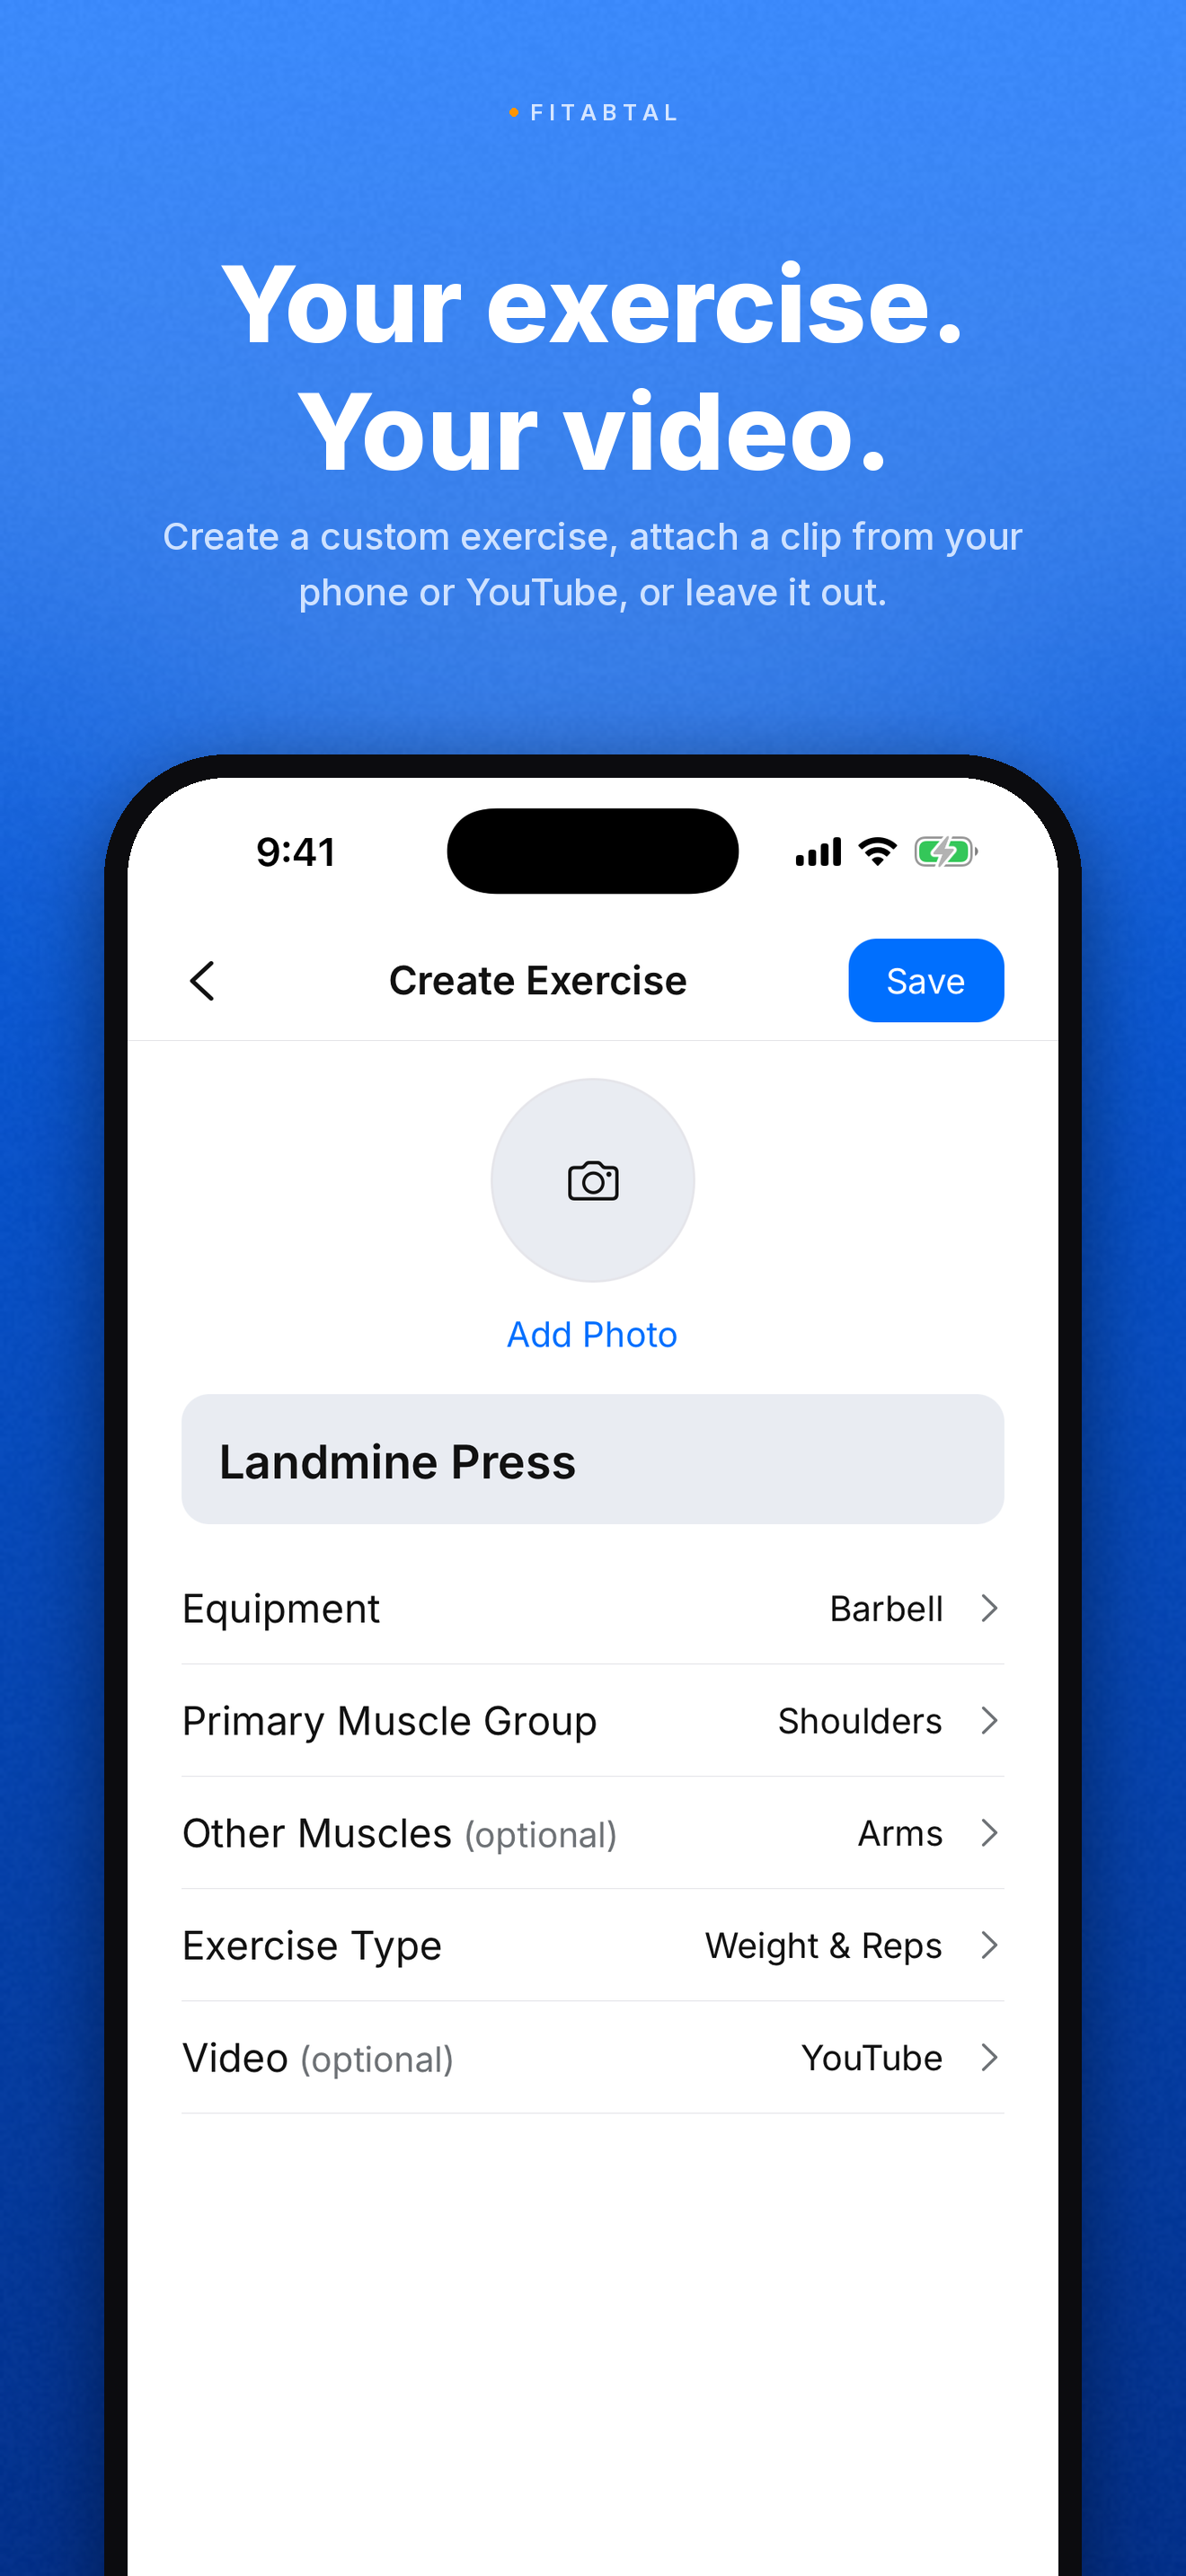 FITABTAL
Your exercise.
Your video.
Create a custom exercise, attach a clip from your
phone or YouTube, or leave it out.
9:41
Create Exercise
Save
Add Photo
Landmine Press
Equipment Barbell
Primary Muscle Group Shoulders
Other Muscles (optional) Arms
Exercise Type Weight & Reps
Video (optional) YouTube